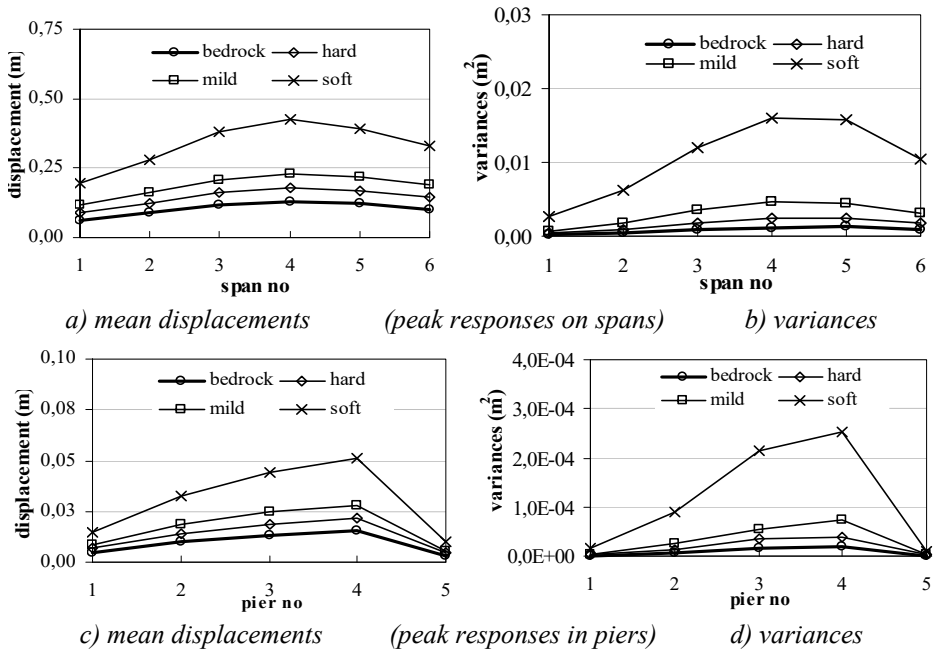 0,75
0,50
0,25
0,00
displacement (m)
bedrock hard
mild soft
1 2 3 4 5 6
span no
0,03
0,02
0,01
0,00
variances (m²)
bedrock hard
mild soft
1 2 3 4 5 6
span no
a) mean displacements (peak responses on spans) b) variances
0,10
0,08
0,05
0,03
0,00
displacement (m)
bedrock hard
mild soft
1 2 3 4 5
pier no
4,0E-04
3,0E-04
2,0E-04
1,0E-04
0,0E+00
variances (m²)
bedrock hard
mild soft
1 2 3 4 5
pier no
c) mean displacements (peak responses in piers) d) variances